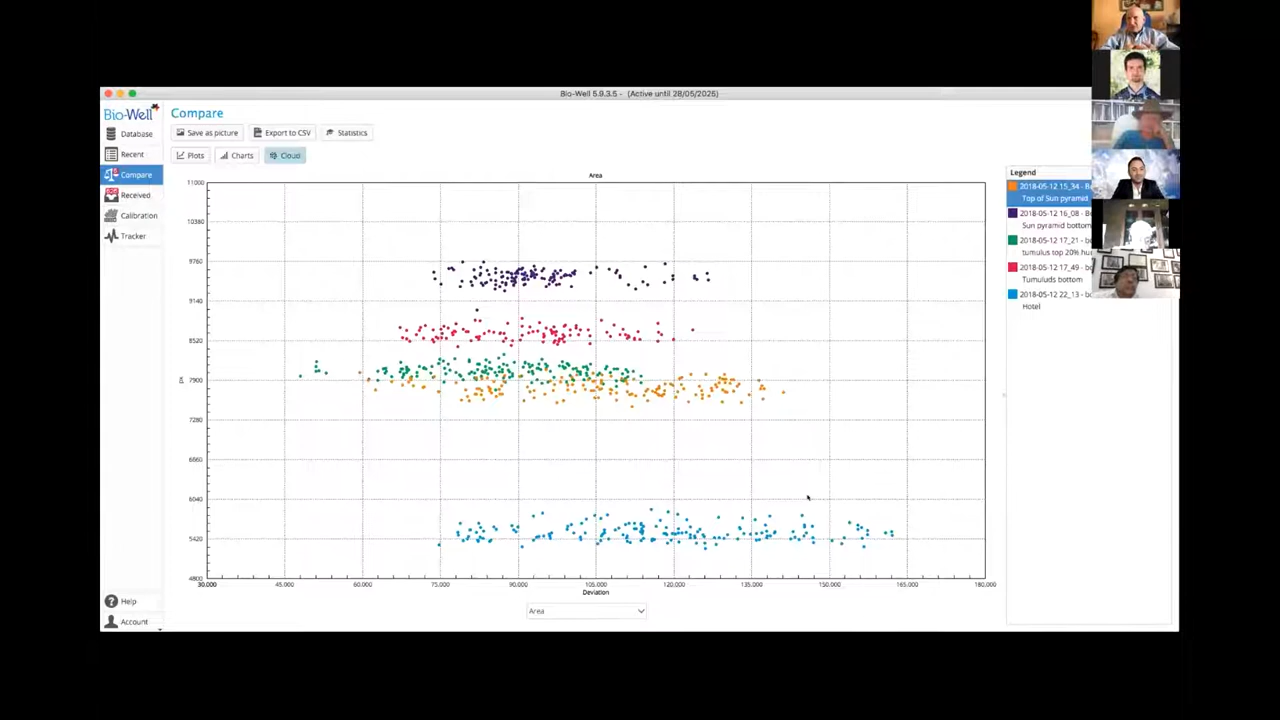 Bio-Well 5.9.3.5 - (Active until 28/05/2025)
Bio-Well
Compare
Database
Recent
Compare
Received
Calibration
Tracker
Help
Account
Save as picture
Export to CSV
Statistics
Plots
Charts
Cloud
Area
11000
10380
9760
9140
8520
7900
7280
6660
6040
5420
4800
30.000
45.000
60.000
75.000
90.000
105.000
120.000
135.000
150.000
165.000
180.000
Deviation
Area
Legend
2018-05-12 15_34 -
Top of Sun pyramid
2018-05-12 16_08 -
Sun pyramid bottom
2018-05-12 17_21 -
tumulus top 20%
2018-05-12 17_49 -
Tumuluds bottom
2018-05-12 22_13 -
Hotel